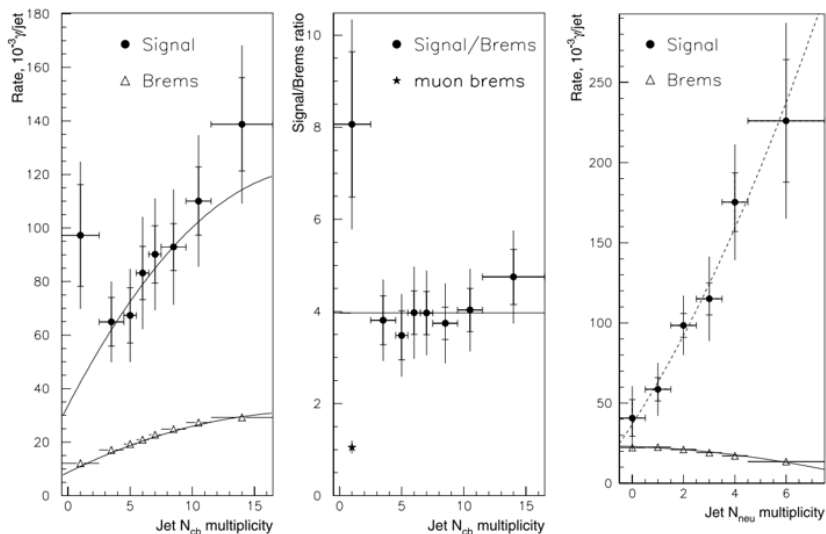 Rate, 10⁻³γ/jet
180
160
140
120
100
80
60
40
20
0
Signal
Brems
0
5
10
15
Jet N_ch multiplicity
Signal/Brems ratio
10
8
6
4
2
0
Signal/Brems
muon brems
0
5
10
15
Jet N_ch multiplicity
Rate, 10⁻³γ/jet
250
200
150
100
50
0
Signal
Brems
0
2
4
6
Jet N_neu multiplicity